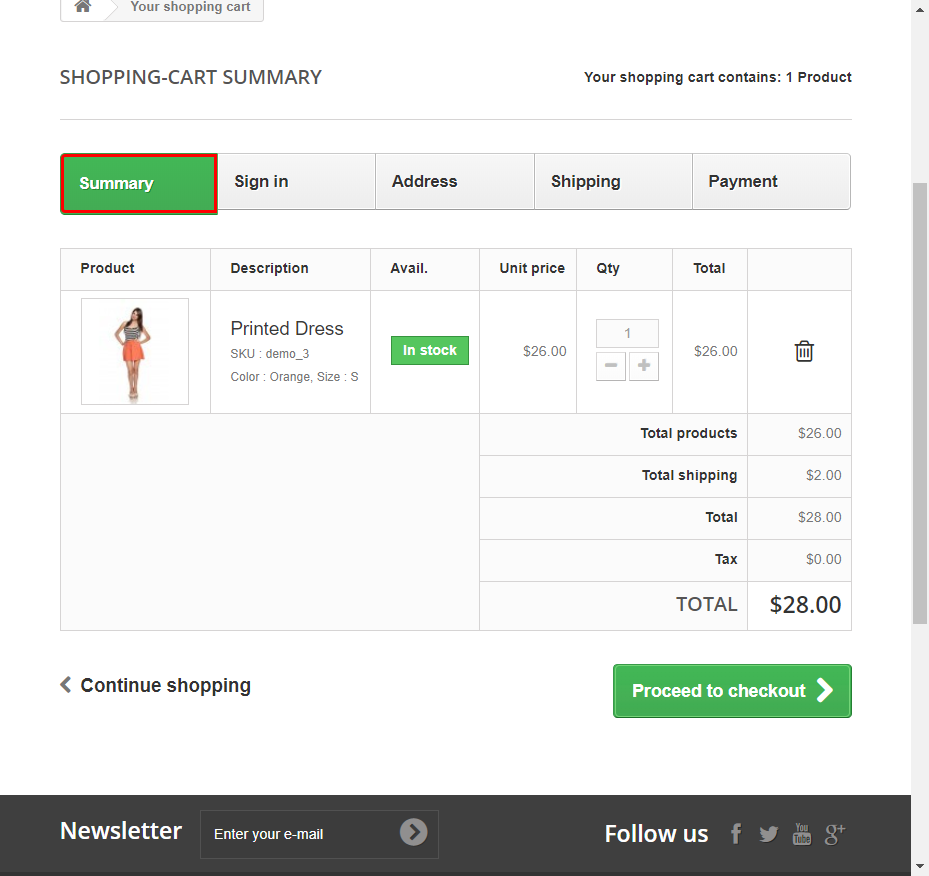 Your shopping cart
SHOPPING-CART SUMMARY
Your shopping cart contains: 1 Product
Summary
Sign in
Address
Shipping
Payment
Product Description Avail. Unit price Qty Total
Printed Dress
SKU : demo_3
Color : Orange, Size : S
In stock
$26.00
1
$26.00
Total products $26.00
Total shipping $2.00
Total $28.00
Tax $0.00
TOTAL $28.00
Continue shopping
Proceed to checkout
Newsletter
Enter your e-mail
Follow us
You
Tube
g+